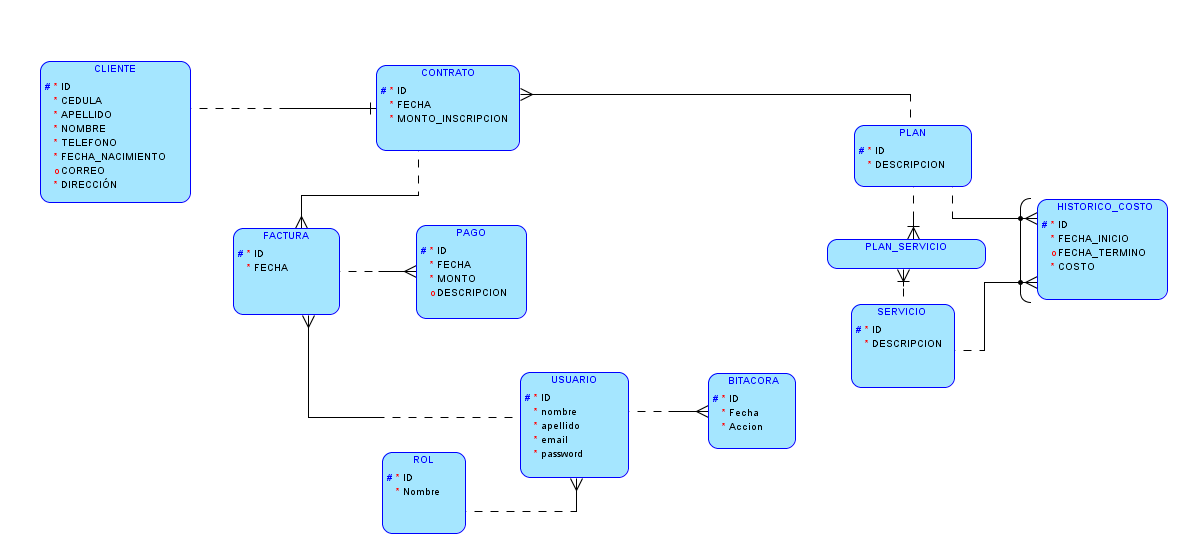 CLIENTE
# * ID
* CEDULA
* APELLIDO
* NOMBRE
* TELEFONO
* FECHA_NACIMIENTO
o CORREO
* DIRECCIÓN
CONTRATO
# * ID
* FECHA
* MONTO_INSCRIPCION
PLAN
# * ID
* DESCRIPCION
HISTORICO_COSTO
# * ID
* FECHA_INICIO
o FECHA_TERMINO
* COSTO
FACTURA
# * ID
* FECHA
PAGO
# * ID
* FECHA
* MONTO
o DESCRIPCION
PLAN_SERVICIO
SERVICIO
# * ID
* DESCRIPCION
USUARIO
# * ID
* nombre
* apellido
* email
* password
BITACORA
# * ID
* Fecha
* Accion
ROL
# * ID
* Nombre